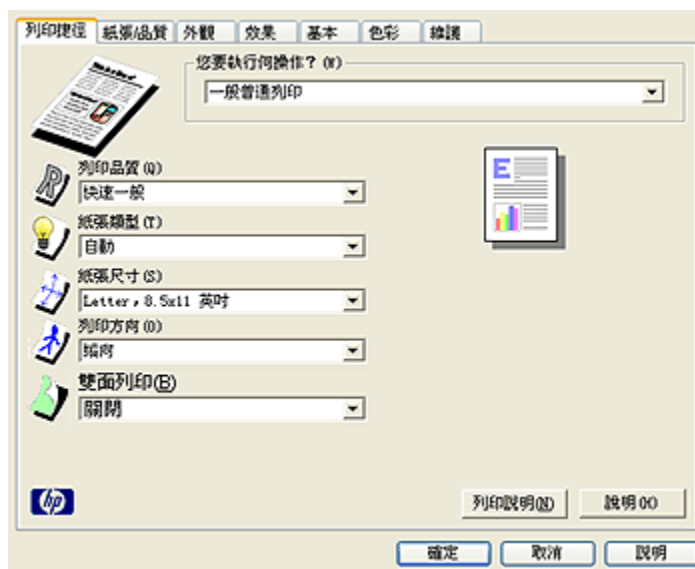 列印捷徑 紙張/品質 外觀 效果 基本 色彩 維護
您要執行何操作? (W)
一般普通列印
列印品質 (Q)
快速一般
紙張類型 (T)
自動
紙張尺寸 (S)
Letter，8.5x11 英吋
列印方向 (O)
縱向
雙面列印(B)
關閉
E
hp
列印說明(N) 說明(K)
確定 取消 說明